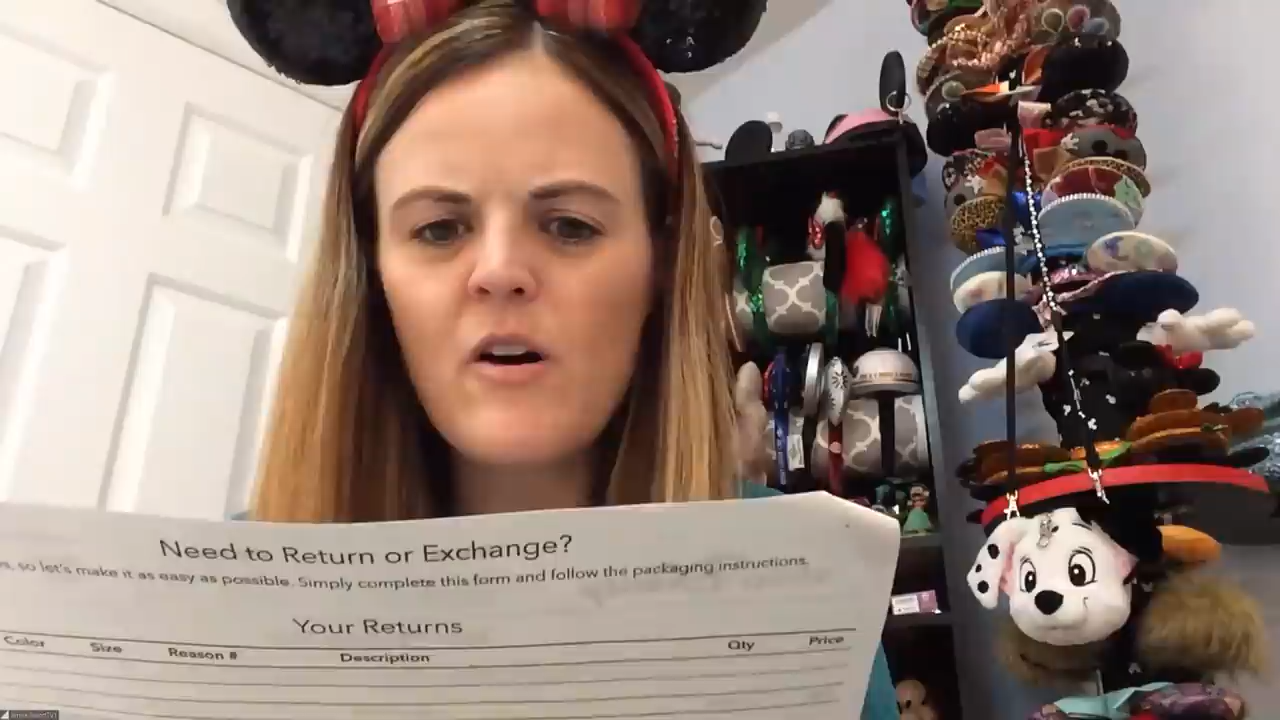 Need to Return or Exchange?
so let's make it as easy as possible. Simply complete this form and follow the packaging instructions.
Your Returns
Color Size Reason # Description Qty Price